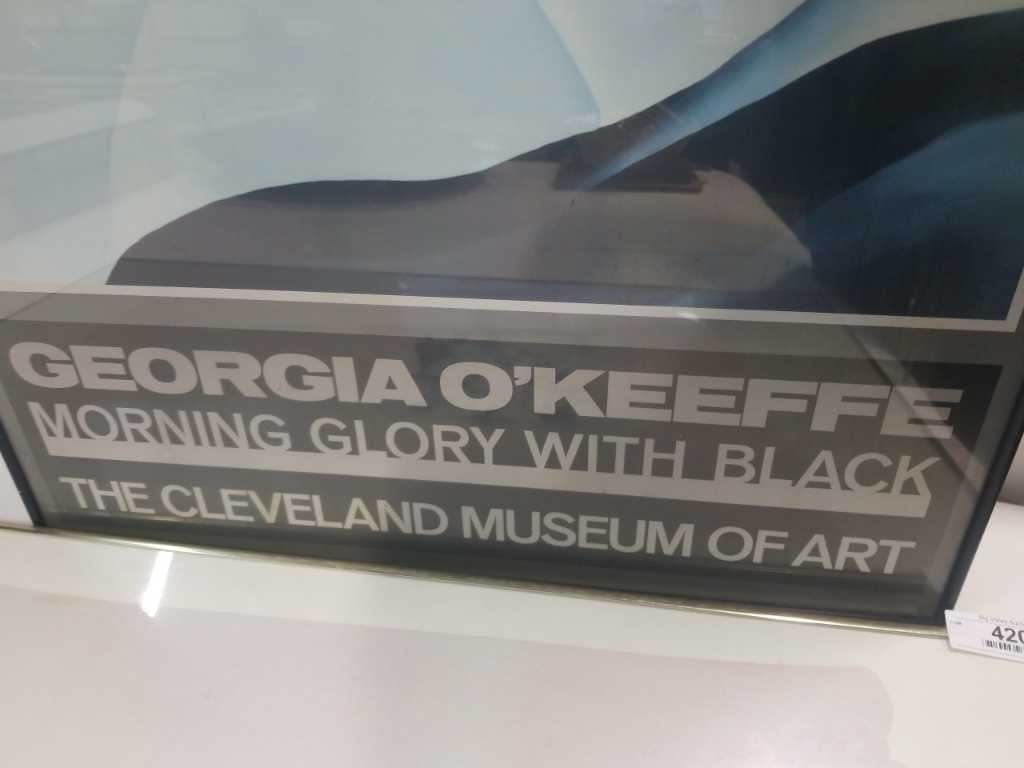 GEORGIA O'KEEFFE
MORNING GLORY WITH BLACK
THE CLEVELAND MUSEUM OF ART
420